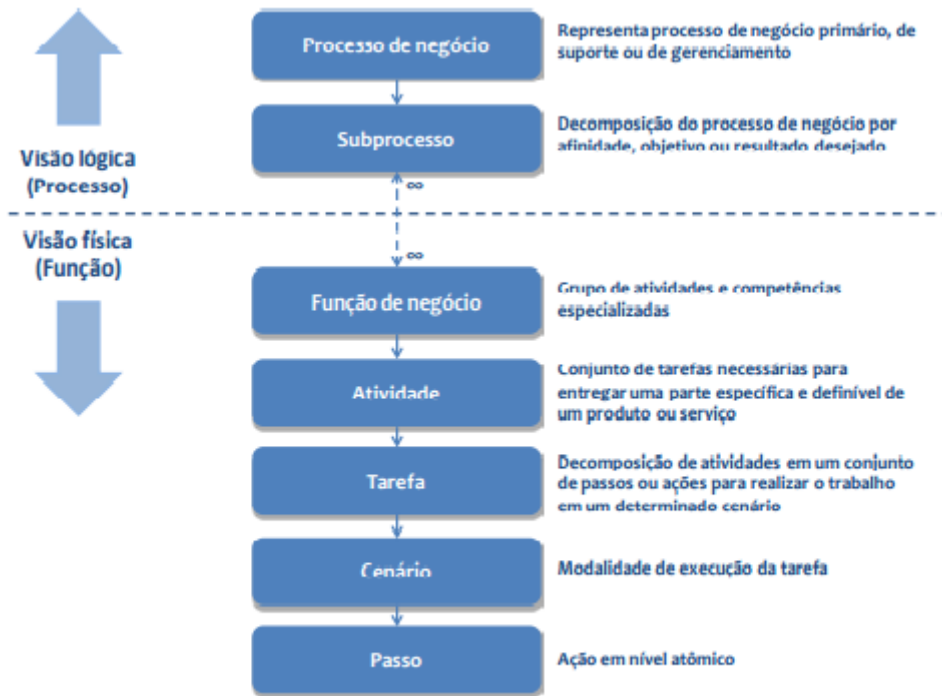 Processo de negócio
Representa processo de negócio primário, de
suporte ou de gerenciamento
Subprocesso
Decomposição do processo de negócio por
afinidade, objetivo ou resultado desejado
Visão lógica
(Processo)
∞
Visão física
(Função)
∞
Função de negócio
Grupo de atividades e competências
especializadas
Atividade
Conjunto de tarefas necessárias para
entregar uma parte específica e definível de
um produto ou serviço
Tarefa
Decomposição de atividades em um conjunto
de passos ou ações para realizar o trabalho
em um determinado cenário
Cenário
Modalidade de execução da tarefa
Passo
Ação em nível atômico